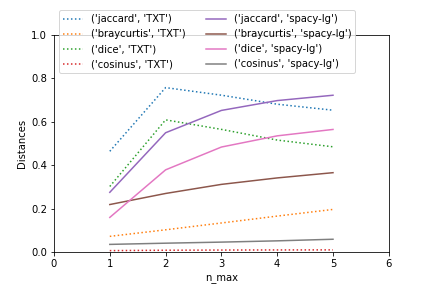 ('jaccard', 'TXT') ('jaccard', 'spacy-lg')
('braycurtis', 'TXT') ('braycurtis', 'spacy-lg')
('dice', 'TXT') ('dice', 'spacy-lg')
('cosinus', 'TXT') ('cosinus', 'spacy-lg')
1.0
0.8
0.6
0.4
0.2
0.0
Distances
0 1 2 3 4 5 6
n_max